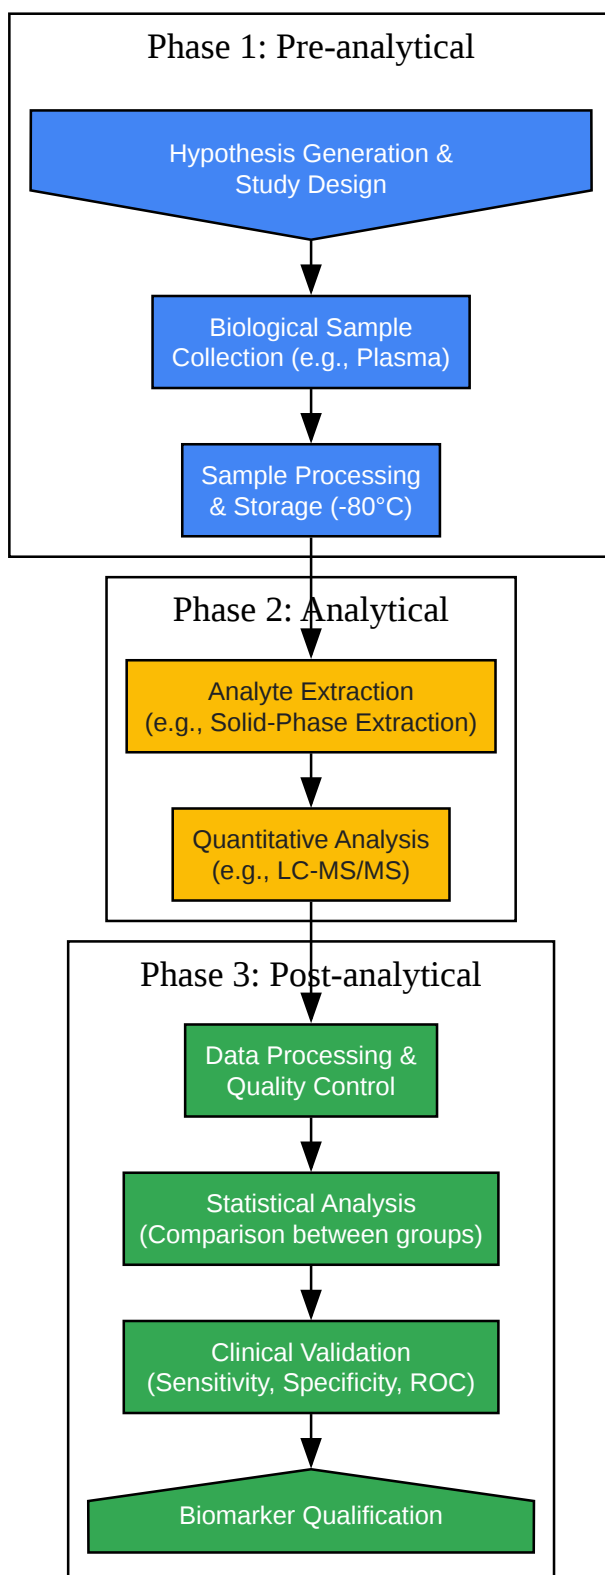 Phase 1: Pre-analytical
Hypothesis Generation &
Study Design
Biological Sample
Collection (e.g., Plasma)
Sample Processing
& Storage (-80°C)
Phase 2: Analytical
Analyte Extraction
(e.g., Solid-Phase Extraction)
Quantitative Analysis
(e.g., LC-MS/MS)
Phase 3: Post-analytical
Data Processing &
Quality Control
Statistical Analysis
(Comparison between groups)
Clinical Validation
(Sensitivity, Specificity, ROC)
Biomarker Qualification